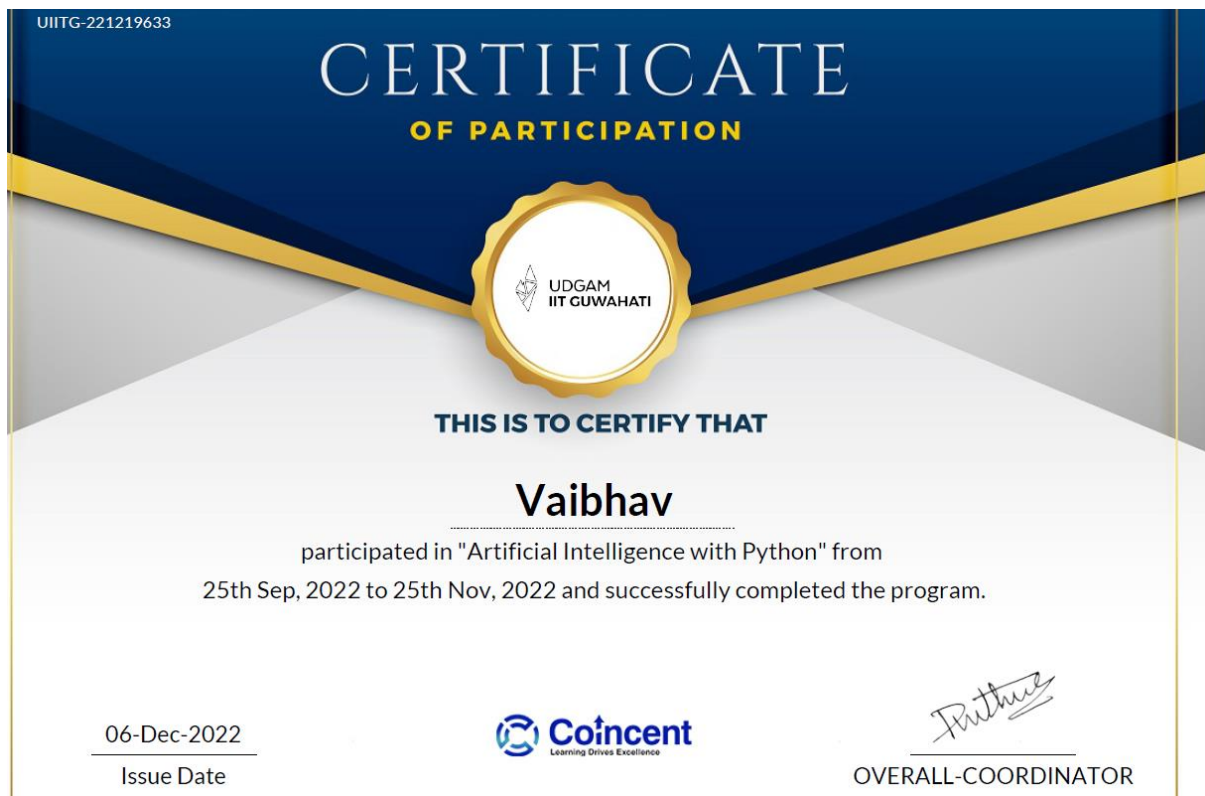 UIITG-221219633
CERTIFICATE
OF PARTICIPATION
UDGAM
IIT GUWAHATI
THIS IS TO CERTIFY THAT
Vaibhav
participated in "Artificial Intelligence with Python" from
25th Sep, 2022 to 25th Nov, 2022 and successfully completed the program.
06-Dec-2022
Issue Date
Coincent
Learning Drives Excellence
OVERALL-COORDINATOR